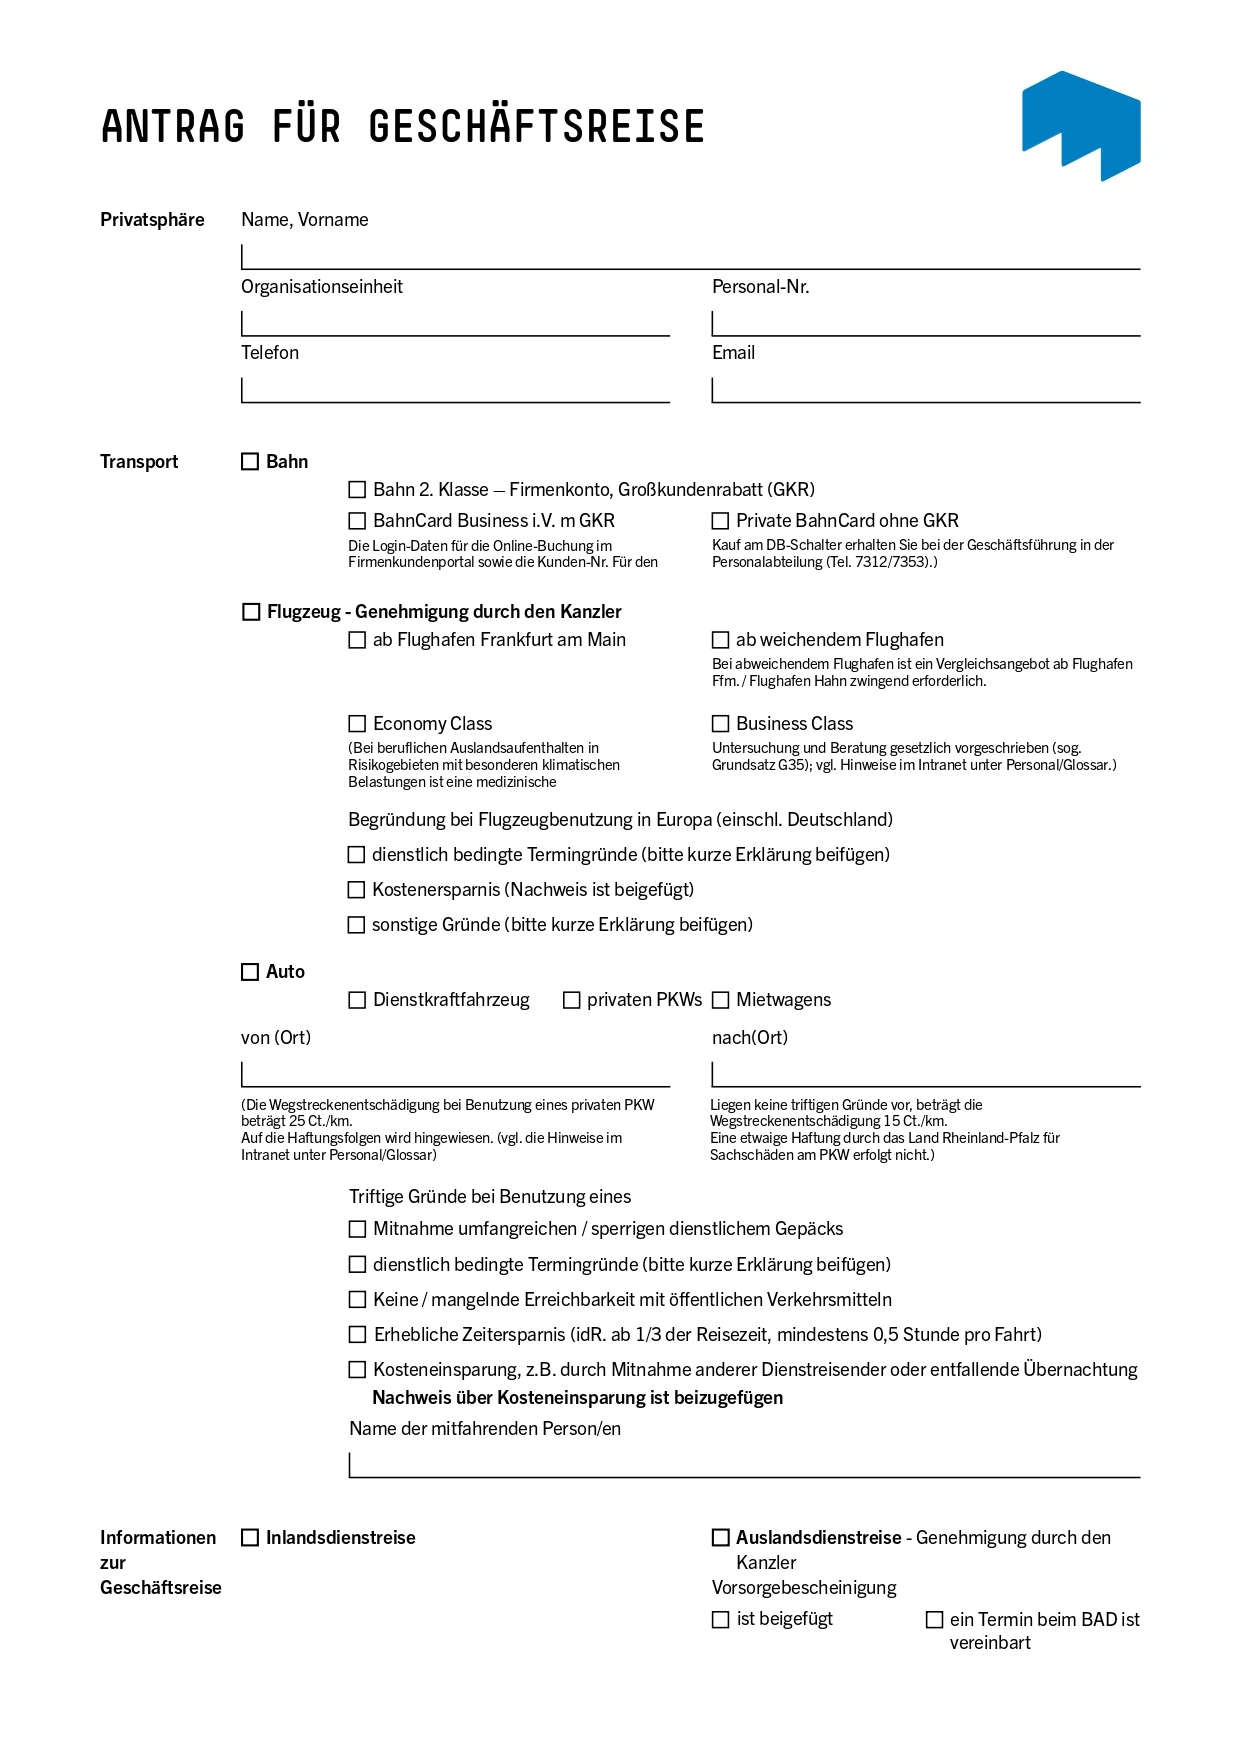 ANTRAG FÜR GESCHÄFTSREISE
Privatsphäre
Name, Vorname
Organisationseinheit
Personal-Nr.
Telefon
Email
Transport
Bahn
Bahn 2. Klasse – Firmenkonto, Großkundenrabatt (GKR)
BahnCard Business i.V. m GKR
Die Login-Daten für die Online-Buchung im
Firmenkundenportal sowie die Kunden-Nr. Für den
Private BahnCard ohne GKR
Kauf am DB-Schalter erhalten Sie bei der Geschäftsführung in der
Personalabteilung (Tel. 7312/7353).)
Flugzeug - Genehmigung durch den Kanzler
ab Flughafen Frankfurt am Main
ab weichendem Flughafen
Bei abweichendem Flughafen ist ein Vergleichsangebot ab Flughafen
Ffm. / Flughafen Hahn zwingend erforderlich.
Economy Class
(Bei beruflichen Auslandsaufenthalten in
Risikogebieten mit besonderen klimatischen
Belastungen ist eine medizinische
Business Class
Untersuchung und Beratung gesetzlich vorgeschrieben (sog.
Grundsatz G35); vgl. Hinweise im Intranet unter Personal/Glossar.)
Begründung bei Flugzeugbenutzung in Europa (einschl. Deutschland)
dienstlich bedingte Termingründe (bitte kurze Erklärung beifügen)
Kostenersparnis (Nachweis ist beigefügt)
sonstige Gründe (bitte kurze Erklärung beifügen)
Auto
Dienstkraftfahrzeug
privaten PKWs
Mietwagens
von (Ort)
nach(Ort)
(Die Wegstreckenentschädigung bei Benutzung eines privaten PKW
beträgt 25 Ct./km.
Auf die Haftungsfolgen wird hingewiesen. (vgl. die Hinweise im
Intranet unter Personal/Glossar)
Liegen keine triftigen Gründe vor, beträgt die
Wegstreckenentschädigung 15 Ct./km.
Eine etwaige Haftung durch das Land Rheinland-Pfalz für
Sachschäden am PKW erfolgt nicht.)
Triftige Gründe bei Benutzung eines
Mitnahme umfangreichen / sperrigen dienstlichem Gepäcks
dienstlich bedingte Termingründe (bitte kurze Erklärung beifügen)
Keine / mangelnde Erreichbarkeit mit öffentlichen Verkehrsmitteln
Erhebliche Zeitersparnis (idR. ab 1/3 der Reisezeit, mindestens 0,5 Stunde pro Fahrt)
Kosteneinsparung, z.B. durch Mitnahme anderer Dienstreisender oder entfallende Übernachtung
Nachweis über Kosteneinsparung ist beizugefügen
Name der mitfahrenden Person/en
Informationen
zur
Geschäftsreise
Inlandsdienstreise
Auslandsdienstreise - Genehmigung durch den
Kanzler
Vorsorgebescheinigung
ist beigefügt
ein Termin beim BAD ist
vereinbart